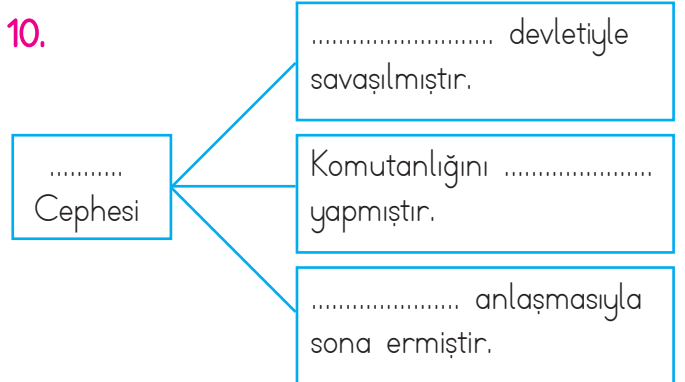 10.
............................ devletiyle
savaşılmıştır.
...........
Cephesi
Komutanlığını ......................
yapmıştır.
...................... anlaşmasıyla
sona ermiştir.